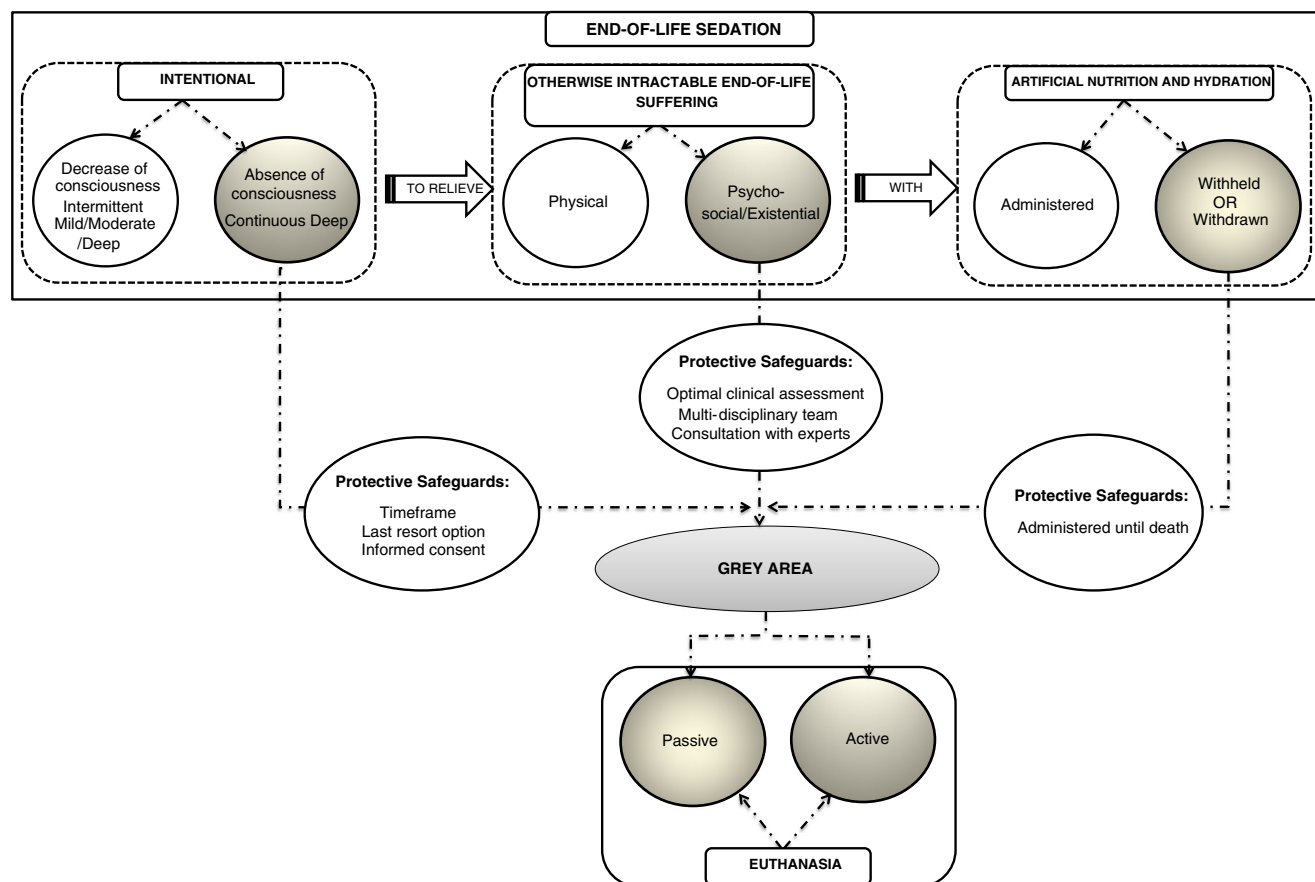 END-OF-LIFE SEDATION
INTENTIONAL
Decrease of
consciousness
Intermittent
Mild/Moderate
/Deep
Absence of
consciousness
Continuous Deep
TO RELIEVE
OTHERWISE INTRACTABLE END-OF-LIFE
SUFFERING
Physical
Psycho-
social/Existential
WITH
ARTIFICIAL NUTRITION AND HYDRATION
Administered
Withheld
OR
Withdrawn
Protective Safeguards:
Optimal clinical assessment
Multi-disciplinary team
Consultation with experts
Protective Safeguards:
Timeframe
Last resort option
Informed consent
Protective Safeguards:
Administered until death
GREY AREA
Passive
Active
EUTHANASIA